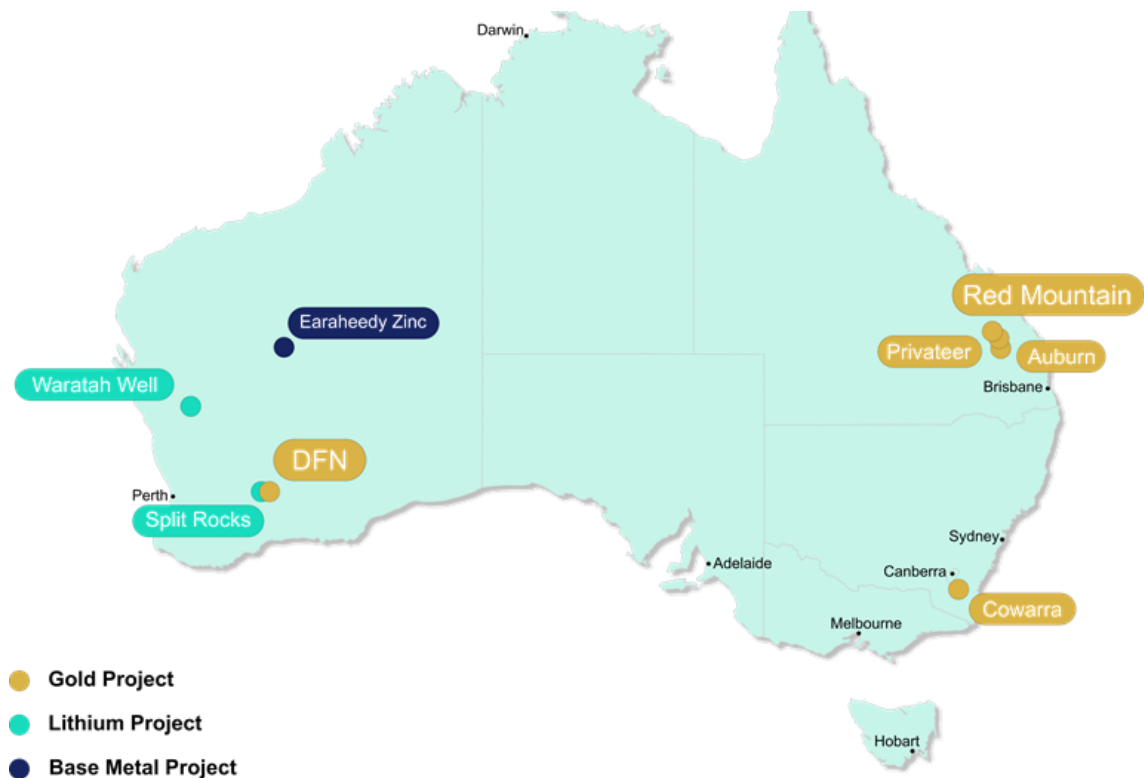 Darwin
Red Mountain
Earaheedy Zinc
Privateer
Auburn
Waratah Well
Brisbane
DFN
Perth
Split Rocks
Sydney
Adelaide
Canberra
Cowarra
Melbourne
Gold Project
Lithium Project
Hobart
Base Metal Project